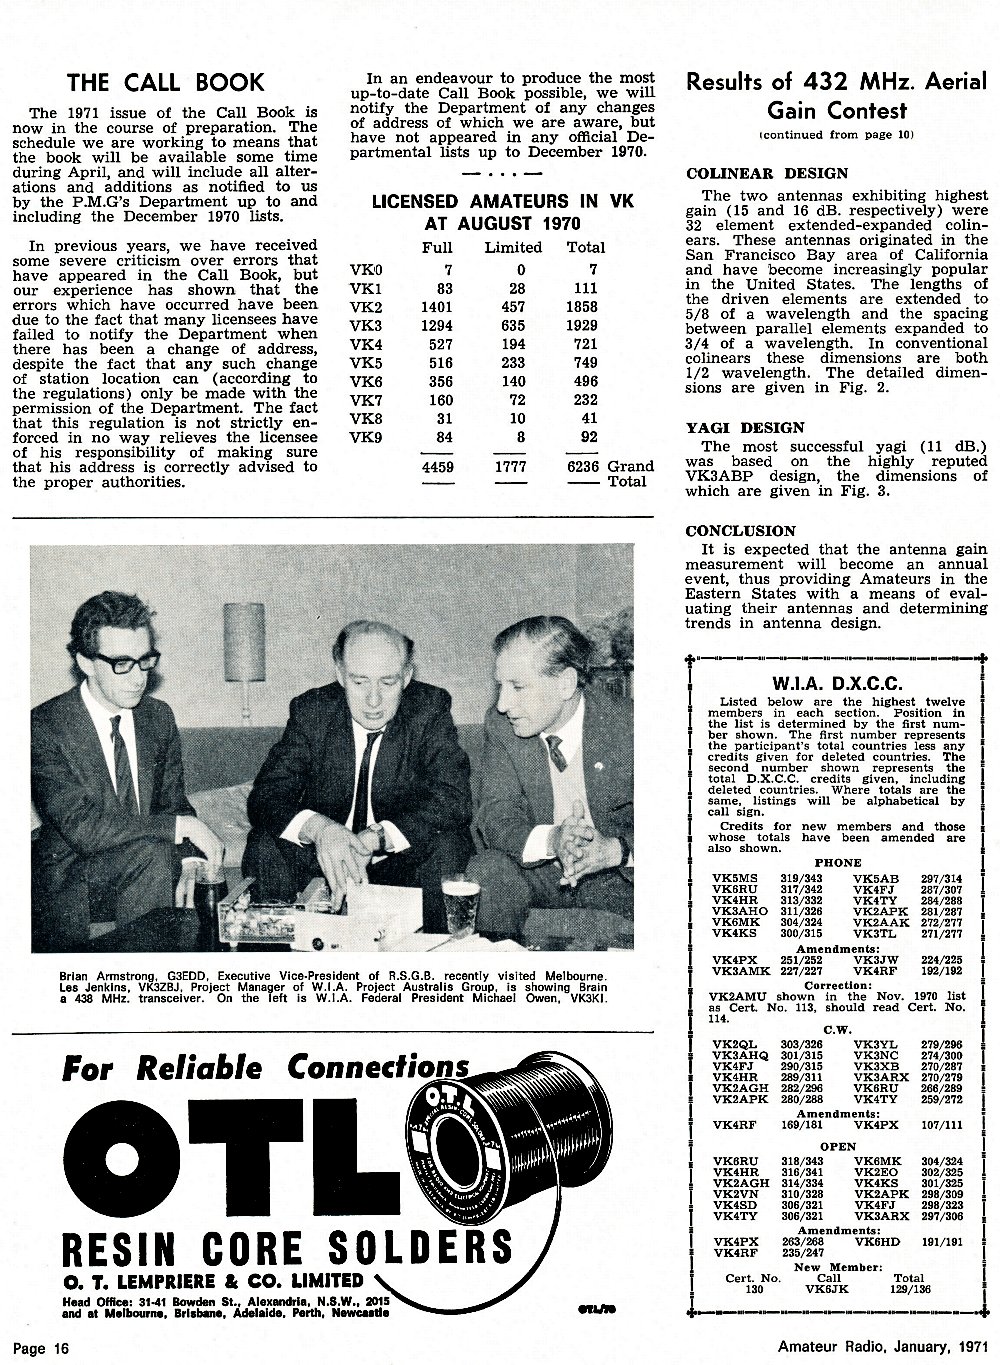 THE CALL BOOK
The 1971 issue of the Call Book is
now in the course of preparation. The
schedule we are working to means that
the book will be available some time
during April, and will include all alter-
ations and additions as notified to us
by the P.M.G's Department up to and
including the December 1970 lists.
In previous years, we have received
some severe criticism over errors that
have appeared in the Call Book, but
our experience has shown that the
errors which have occurred have been
due to the fact that many licensees have
failed to notify the Department when
there has been a change of address,
despite the fact that any such change
of station location can (according to
the regulations) only be made with the
permission of the Department. The fact
that this regulation is not strictly en-
forced in no way relieves the licensee
of his responsibility of making sure
that his address is correctly advised to
the proper authorities.
In an endeavour to produce the most
up-to-date Call Book possible, we will
notify the Department of any changes
of address of which we are aware, but
have not appeared in any official De-
partmental lists up to December 1970.
LICENSED AMATEURS IN VK
AT AUGUST 1970
Full Limited Total
VK0 7 0 7
VK1 83 28 111
VK2 1401 457 1858
VK3 1294 635 1929
VK4 527 194 721
VK5 516 233 749
VK6 356 140 496
VK7 160 72 232
VK8 31 10 41
VK9 84 8 92
4459 1777 6236 Grand
Total
Brian Armstrong, G3EDD, Executive Vice-President of R.S.G.B. recently visited Melbourne.
Les Jenkins, VK3ZBJ, Project Manager of W.I.A. Project Australis Group, is showing Brain
a 438 MHz. transceiver. On the left is W.I.A. Federal President Michael Owen, VK3KI.
For Reliable Connections
OTL
O.T.L
RESIN CORE SOLDERS
O. T. LEMPRIERE & CO. LIMITED
Head Office: 31-41 Bowden St., Alexandria, N.S.W., 2015
and at Melbourne, Brisbane, Adelaide, Perth, Newcastle
OTL/70
Results of 432 MHz. Aerial
Gain Contest
(continued from page 10)
COLINEAR DESIGN
The two antennas exhibiting highest
gain (15 and 16 dB. respectively) were
32 element extended-expanded colin-
ears. These antennas originated in the
San Francisco Bay area of California
and have become increasingly popular
in the United States. The lengths of
the driven elements are extended to
5/8 of a wavelength and the spacing
between parallel elements expanded to
3/4 of a wavelength. In conventional
colinears these dimensions are both
1/2 wavelength. The detailed dimen-
sions are given in Fig. 2.
YAGI DESIGN
The most successful yagi (11 dB.)
was based on the highly reputed
VK3ABP design, the dimensions of
which are given in Fig. 3.
CONCLUSION
It is expected that the antenna gain
measurement will become an annual
event, thus providing Amateurs in the
Eastern States with a means of eval-
uating their antennas and determining
trends in antenna design.
W.I.A. D.X.C.C.
Listed below are the highest twelve
members in each section. Position in
the list is determined by the first num-
ber shown. The first number represents
the participant's total countries less any
credits given for deleted countries. The
second number shown represents the
total D.X.C.C. credits given, including
deleted countries. Where totals are the
same, listings will be alphabetical by
call sign.
Credits for new members and those
whose totals have been amended are
also shown.
PHONE
VK5MS 319/343 VK5AB 297/314
VK6RU 317/342 VK4FJ 287/307
VK4HR 313/332 VK4TY 284/288
VK3AHO 311/326 VK2APK 281/287
VK6MK 304/324 VK2AAK 272/277
VK4KS 300/315 VK3TL 271/277
Amendments:
VK4PX 251/252 VK3JW 224/225
VK3AMK 227/227 VK4RF 192/192
Correction:
VK2AMU shown in the Nov. 1970 list
as Cert. No. 113, should read Cert. No.
114.
C.W.
VK2QL 303/326 VK3YL 279/296
VK3AHQ 301/315 VK3NC 274/300
VK4FJ 290/315 VK3XB 270/287
VK4HR 289/311 VK3ARX 270/279
VK2AGH 282/296 VK6RU 266/289
VK2APK 280/288 VK4TY 259/272
Amendments:
VK4RF 169/181 VK4PX 107/111
OPEN
VK6RU 318/343 VK6MK 304/324
VK4HR 316/341 VK2EO 302/325
VK2AGH 314/334 VK4KS 301/325
VK2VN 310/328 VK2APK 298/309
VK4SD 306/321 VK4FJ 298/323
VK4TY 306/321 VK3ARX 297/306
Amendments:
VK4PX 263/268 VK6HD 191/191
VK4RF 235/247
New Member:
Cert. No. Call Total
130 VK6JK 129/136
Page 16
Amateur Radio, January, 1971